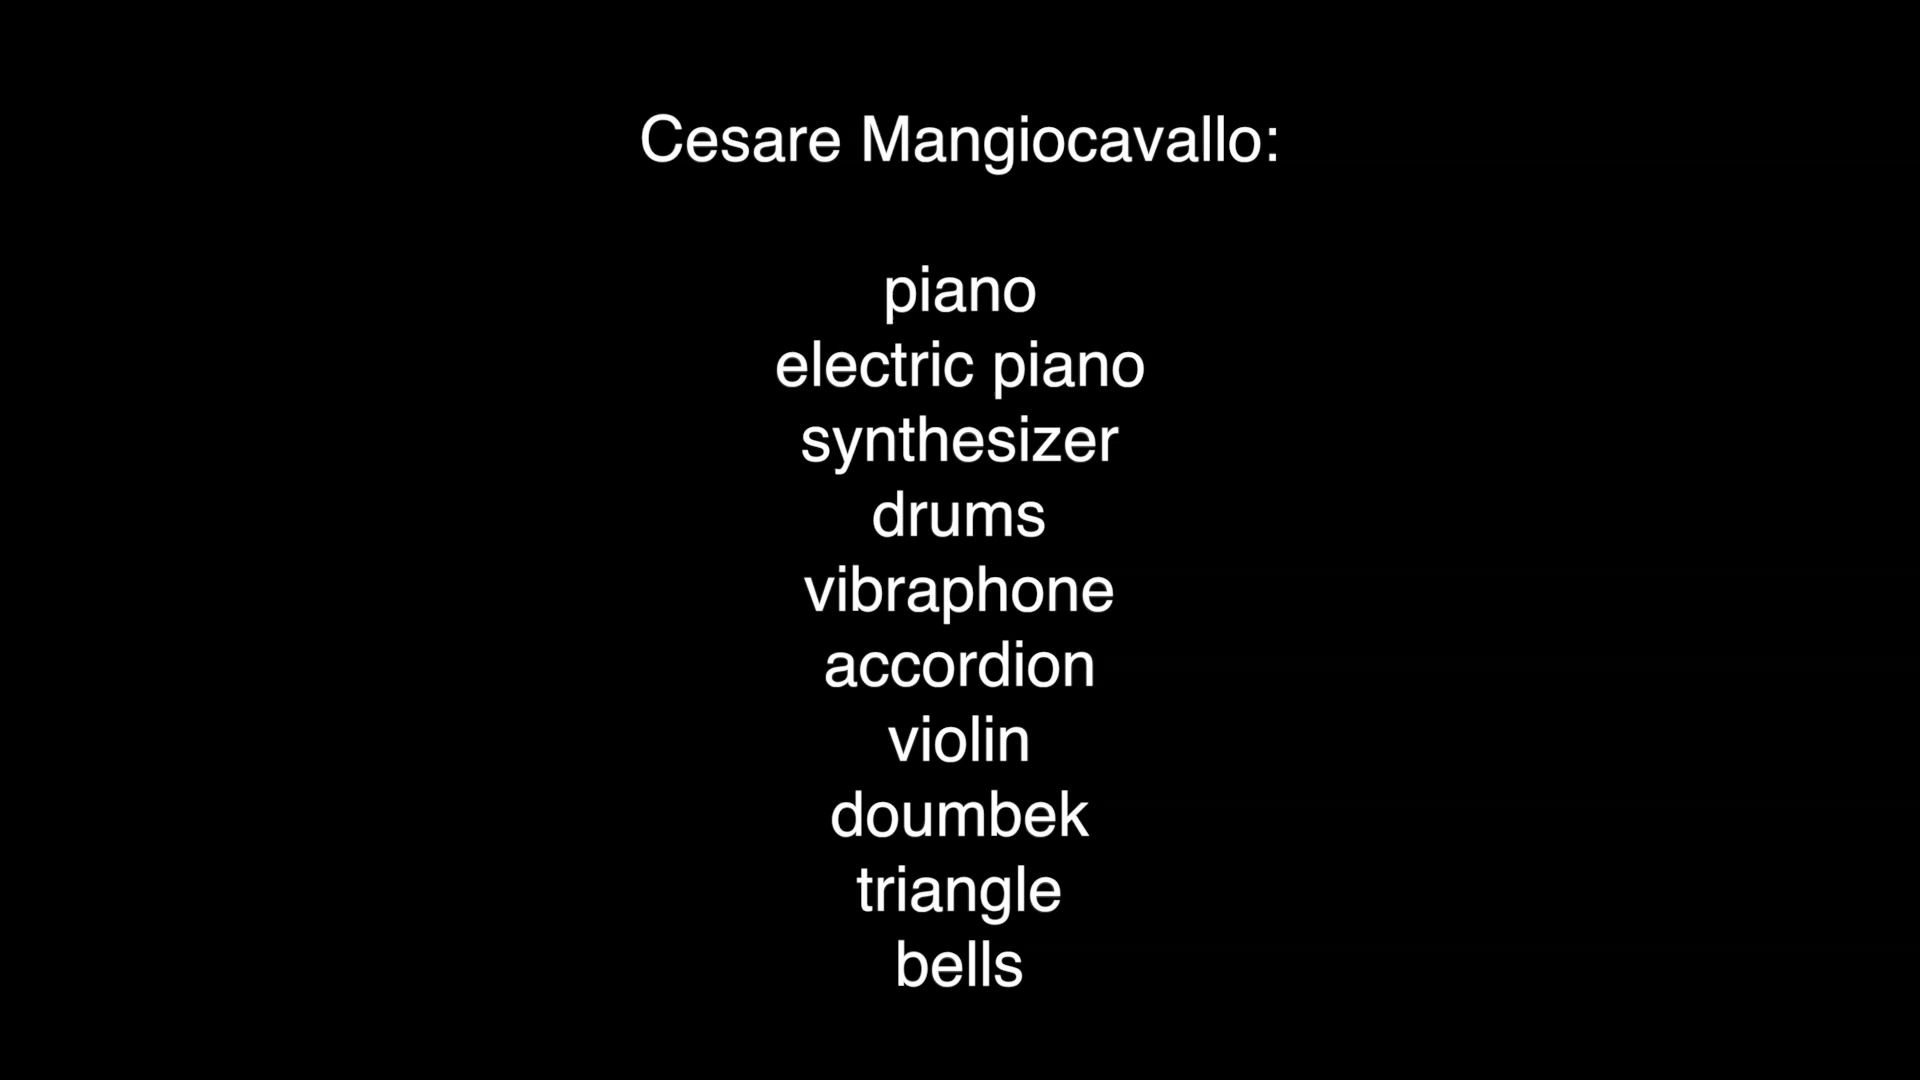 Cesare Mangiocavallo:
piano
electric piano
synthesizer
drums
vibraphone
accordion
violin
doumbek
triangle
bells